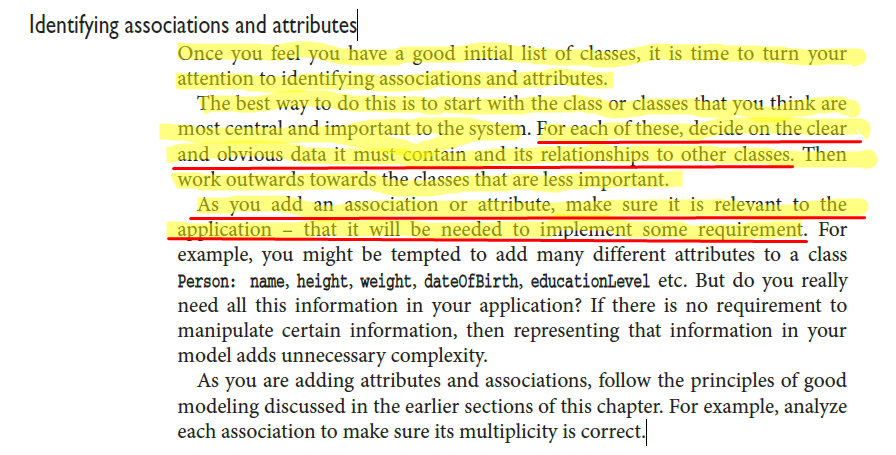 Identifying associations and attributes
Once you feel you have a good initial list of classes, it is time to turn your
attention to identifying associations and attributes.
The best way to do this is to start with the class or classes that you think are
most central and important to the system. For each of these, decide on the clear
and obvious data it must contain and its relationships to other classes. Then
work outwards towards the classes that are less important.
As you add an association or attribute, make sure it is relevant to the
application – that it will be needed to implement some requirement. For
example, you might be tempted to add many different attributes to a class
Person: name, height, weight, dateOfBirth, educationLevel etc. But do you really
need all this information in your application? If there is no requirement to
manipulate certain information, then representing that information in your
model adds unnecessary complexity.
As you are adding attributes and associations, follow the principles of good
modeling discussed in the earlier sections of this chapter. For example, analyze
each association to make sure its multiplicity is correct.